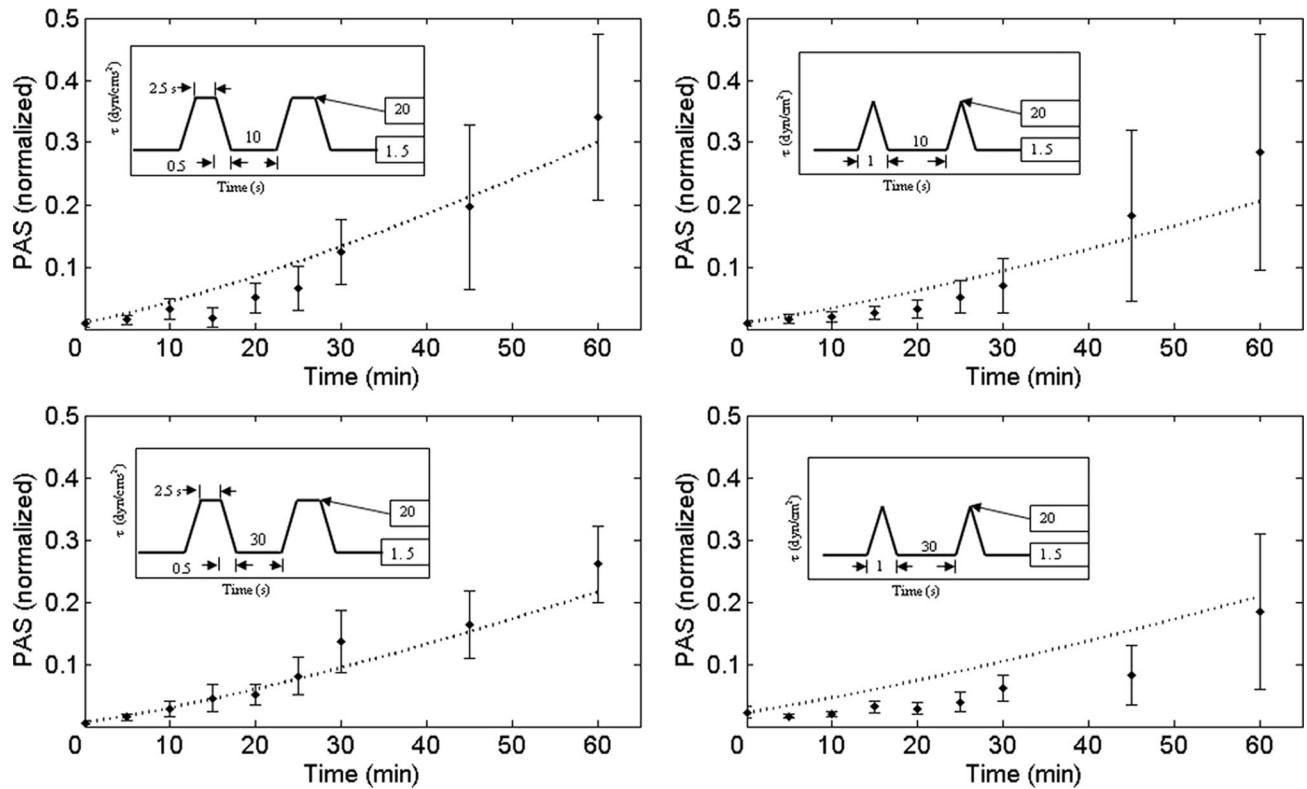 0.5
0.4
0.3
0.2
0.1
PAS (normalized)
τ (dyn/cms²)
2.5 s
20
10
1.5
0.5
Time (s)
0 10 20 30 40 50 60
Time (min)
0.5
0.4
0.3
0.2
0.1
PAS (normalized)
τ (dyn/cm²)
20
10
1.5
1
Time (s)
0 10 20 30 40 50 60
Time (min)
0.5
0.4
0.3
0.2
0.1
PAS (normalized)
τ (dyn/cms²)
2.5 s
20
30
1.5
0.5
Time (s)
0 10 20 30 40 50 60
Time (min)
0.5
0.4
0.3
0.2
0.1
PAS (normalized)
τ (dyn/cm²)
20
30
1.5
1
Time (s)
0 10 20 30 40 50 60
Time (min)